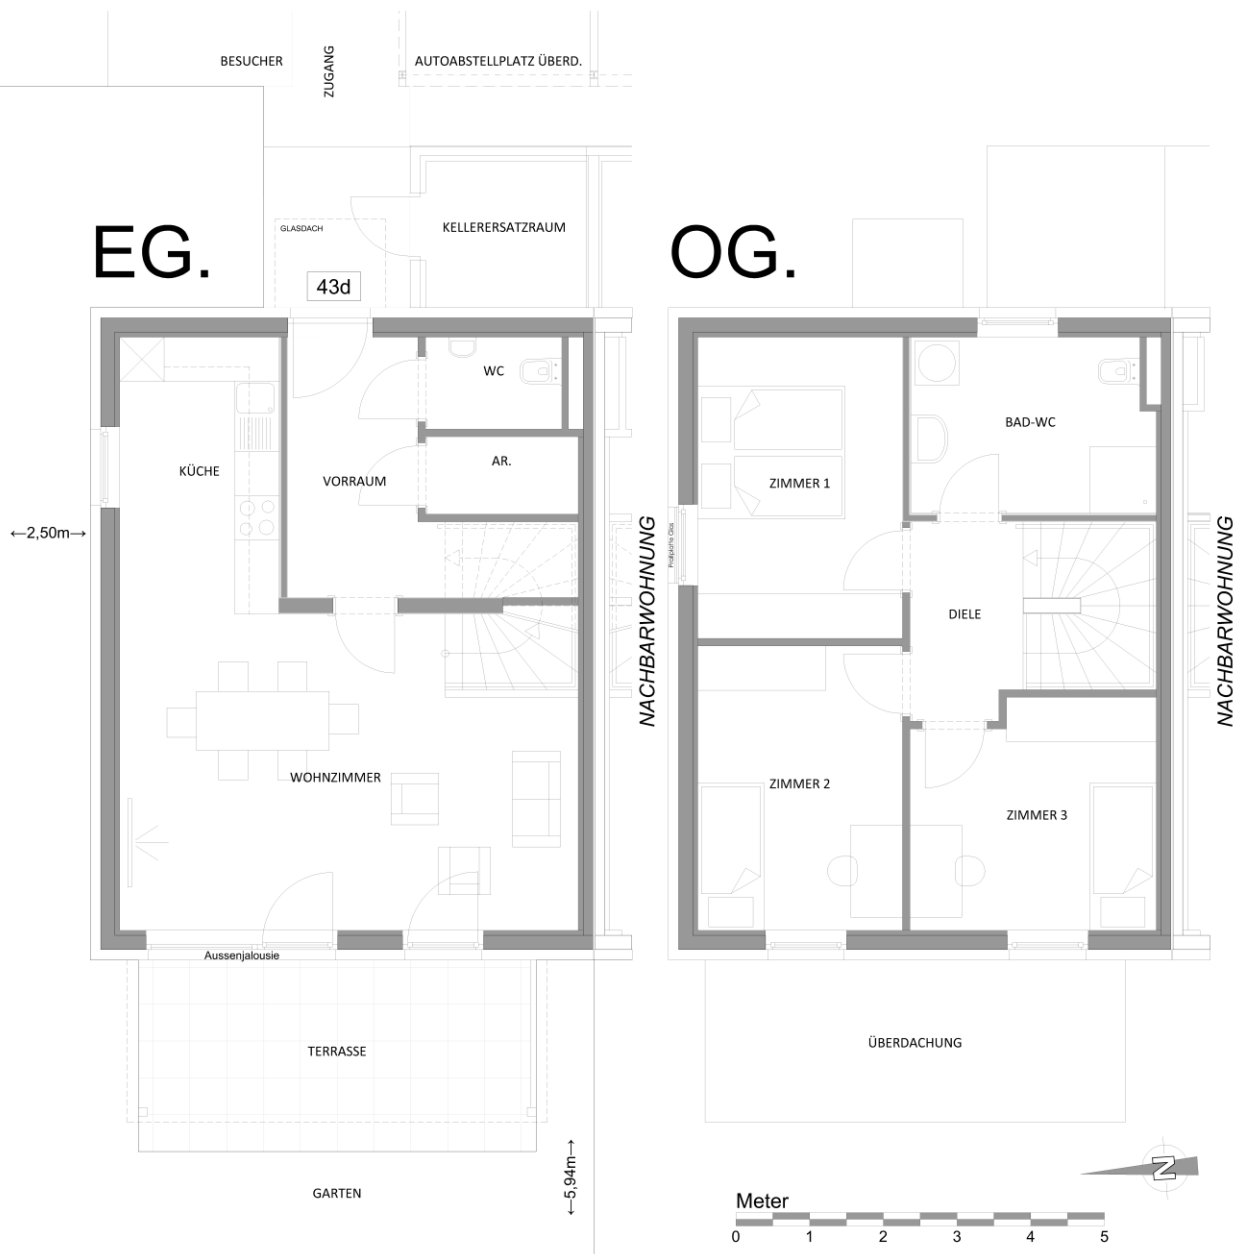 BESUCHER
ZUGANG
AUTOABSTELLPLATZ ÜBERD.
EG.
GLASDACH
43d
KELLERERSATZRAUM
WC
AR.
KÜCHE
VORRAUM
←2,50m→
NACHBARWOHNUNG
WOHNZIMMER
Aussenjalousie
TERRASSE
GARTEN
←5,94m→
OG.
BAD-WC
ZIMMER 1
DIELE
NACHBARWOHNUNG
ZIMMER 2
ZIMMER 3
ÜBERDACHUNG
N
Meter
0 1 2 3 4 5